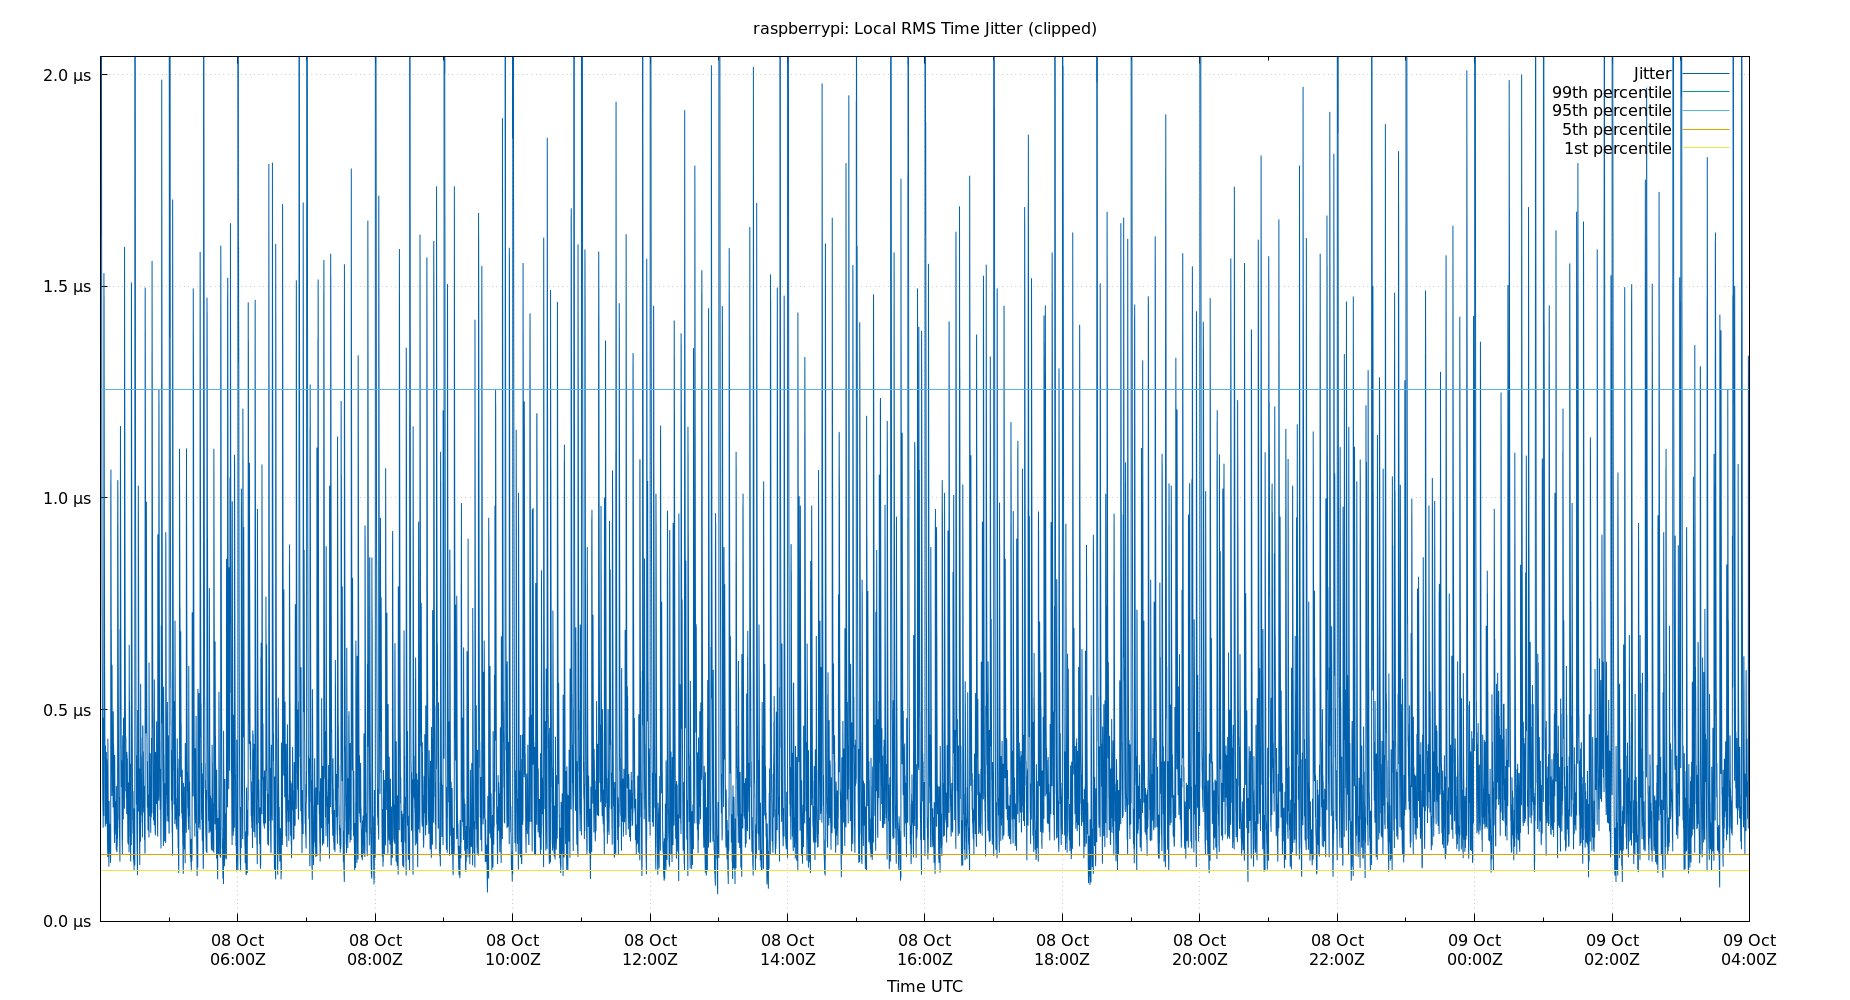 raspberrypi: Local RMS Time Jitter (clipped)
2.0 µs
1.5 µs
1.0 µs
0.5 µs
0.0 µs
Jitter
99th percentile
95th percentile
5th percentile
1st percentile
08 Oct 08 Oct 08 Oct 08 Oct 08 Oct 08 Oct 08 Oct 08 Oct 08 Oct 09 Oct 09 Oct 09 Oct
06:00Z 08:00Z 10:00Z 12:00Z 14:00Z 16:00Z 18:00Z 20:00Z 22:00Z 00:00Z 02:00Z 04:00Z
Time UTC